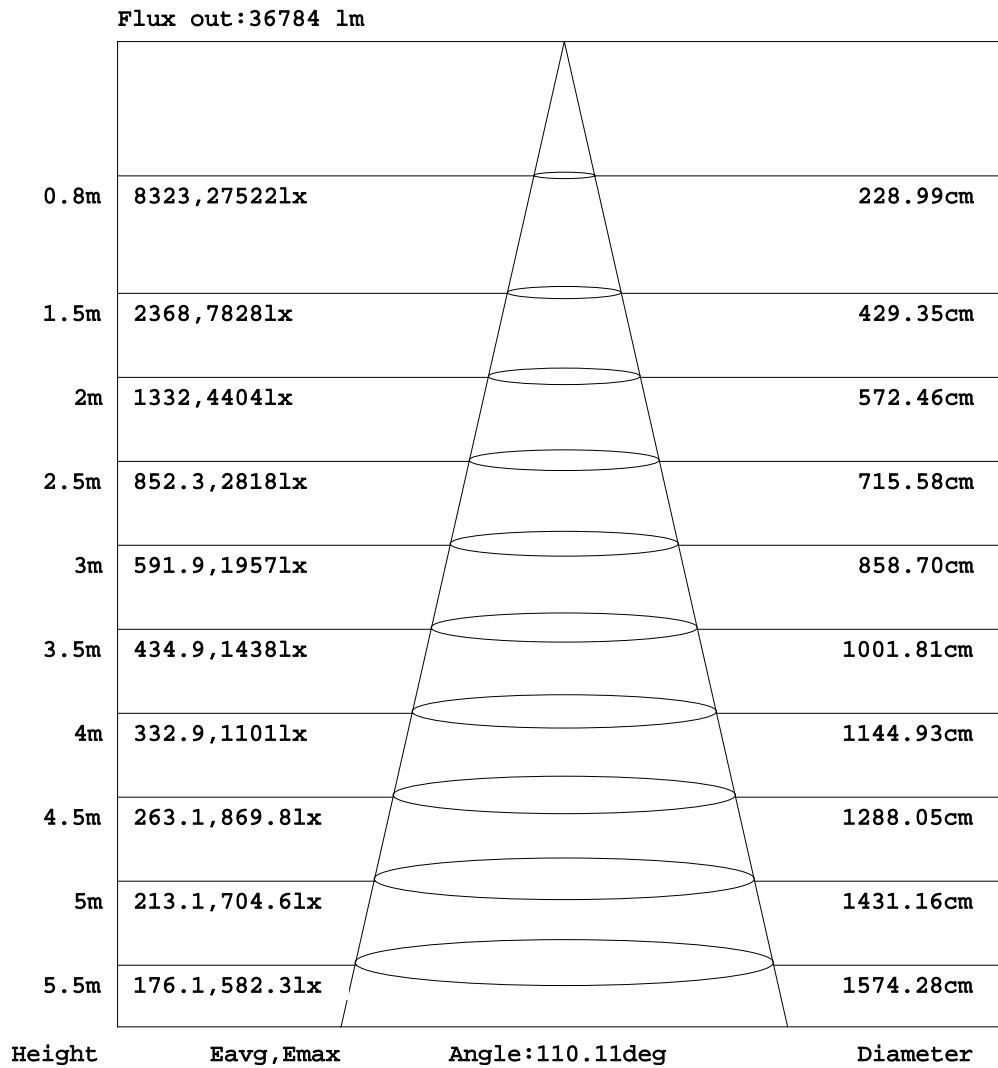 Flux out:36784 lm
0.8m 8323,27522lx 228.99cm
1.5m 2368,7828lx 429.35cm
2m 1332,4404lx 572.46cm
2.5m 852.3,2818lx 715.58cm
3m 591.9,1957lx 858.70cm
3.5m 434.9,1438lx 1001.81cm
4m 332.9,1101lx 1144.93cm
4.5m 263.1,869.8lx 1288.05cm
5m 213.1,704.6lx 1431.16cm
5.5m 176.1,582.3lx 1574.28cm
Height Eavg,Emax Angle:110.11deg Diameter